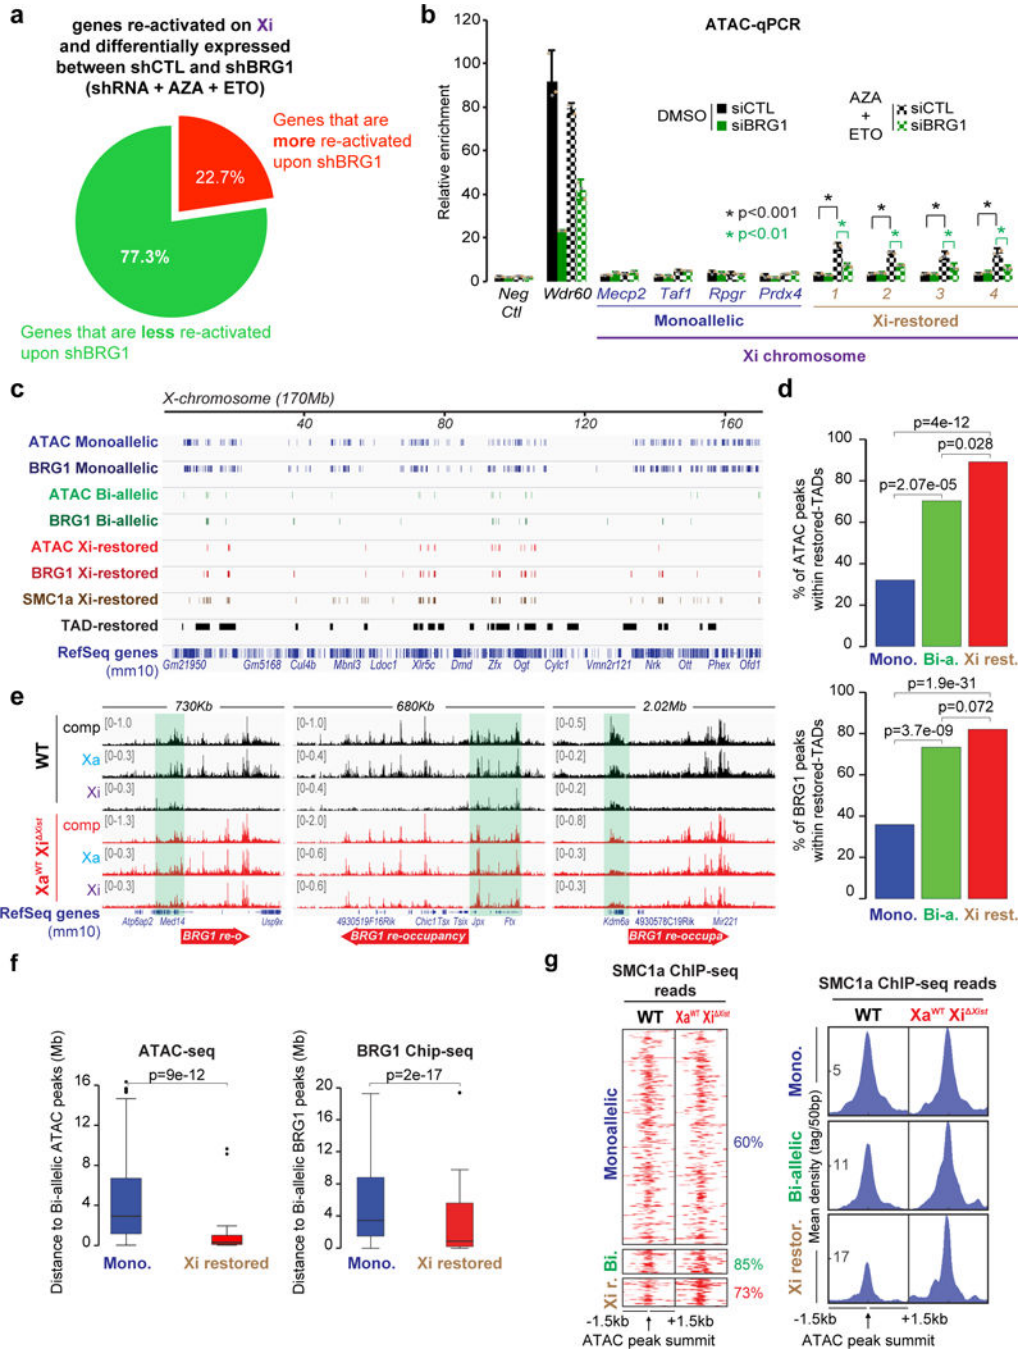 a
genes re-activated on Xi
and differentially expressed
between shCTL and shBRG1
(shRNA + AZA + ETO)
Genes that are
more re-activated
upon shBRG1
22.7%
77.3%
Genes that are less re-activated
upon shBRG1
b
ATAC-qPCR
Relative enrichment
120
100
80
60
40
20
0
DMSO
siCTL
siBRG1
AZA
+
ETO
siCTL
siBRG1
* p<0.001
* p<0.01
* * * *
* * * *
Neg
Ctl
Wdr60
Mecp2 Taf1 Rpgr Prdx4
1 2 3 4
Monoallelic
Xi-restored
Xi chromosome
c
X-chromosome (170Mb)
40 80 120 160
ATAC Monoallelic
BRG1 Monoallelic
ATAC Bi-allelic
BRG1 Bi-allelic
ATAC Xi-restored
BRG1 Xi-restored
SMC1a Xi-restored
TAD-restored
RefSeq genes
(mm10)
Gm21950 Gm5168 Cul4b Mbnl3 Ldoc1 Xlr5c Dmd Zfx Ogt Cylc1 Vmn2r121 Nrk Ott Phex Ofd1
d
% of ATAC peaks
within restored-TADs
100
80
60
40
20
0
p=4e-12
p=0.028
p=2.07e-05
Mono. Bi-a. Xi rest.
% of BRG1 peaks
within restored-TADs
100
80
60
40
20
0
p=1.9e-31
p=0.072
p=3.7e-09
Mono. Bi-a. Xi rest.
e
730Kb 680Kb 2.02Mb
WT
comp [0-1.0 [0-1.0] [0-0.5]
Xa [0-0.3] [0-0.4] [0-0.2]
Xi [0-0.3] [0-0.4] [0-0.2]
XaWT XiΔXist
comp [0-1.3] [0-2.0] [0-0.8]
Xa [0-0.3] [0-0.6] [0-0.3]
Xi [0-0.3] [0-0.6] [0-0.3]
RefSeq genes
(mm10)
Atp6ap2 Med14 Usp9x 4930519F16Rik Chic1 Tsx Tsix Jpx Ftx Kdm6a 4930578C19Rik Mir221
BRG1 re-o BRG1 re-occupancy BRG1 re-occupa
f
ATAC-seq
Distance to Bi-allelic ATAC peaks (Mb)
p=9e-12
16
12
8
4
0
Mono. Xi restored
BRG1 Chip-seq
Distance to Bi-allelic BRG1 peaks (Mb)
p=2e-17
20
16
12
8
4
0
Mono. Xi restored
g
SMC1a ChIP-seq
reads
WT XaWT XiΔXist
Monoallelic
60%
Bi.
85%
Xi r.
73%
-1.5kb +1.5kb
ATAC peak summit
SMC1a ChIP-seq reads
WT XaWT XiΔXist
Mono.
Bi-allelic
Xi restor.
Mean density (tag/50bp)
5
11
17
-1.5kb +1.5kb
ATAC peak summit